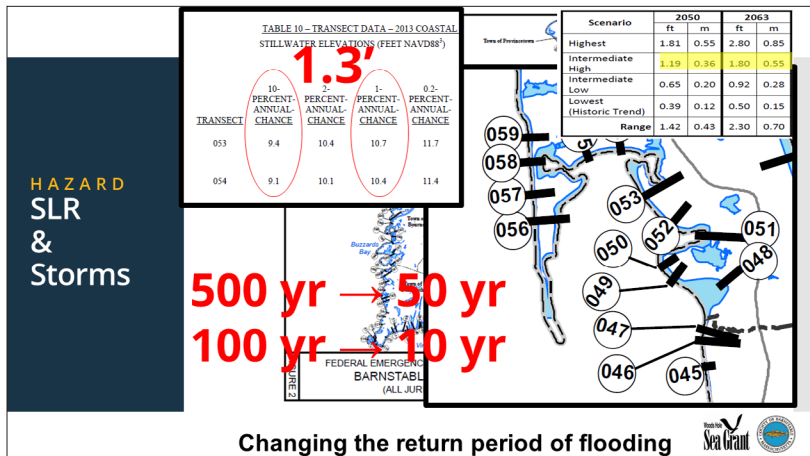 HAZARD
SLR
&
Storms
TABLE 10 – TRANSECT DATA – 2013 COASTAL
STILLWATER ELEVATIONS (FEET NAVD88²)
1.3’
10- 2- 1- 0.2-
PERCENT- PERCENT- PERCENT- PERCENT-
ANNUAL- ANNUAL- ANNUAL- ANNUAL-
TRANSECT CHANCE CHANCE CHANCE CHANCE
053 9.4 10.4 10.7 11.7
054 9.1 10.1 10.4 11.4
Town of Provincetown
Scenario 2050 2063
ft m ft m
Highest 1.81 0.55 2.80 0.85
Intermediate
High 1.19 0.36 1.80 0.55
Intermediate
Low 0.65 0.20 0.92 0.28
Lowest
(Historic Trend) 0.39 0.12 0.50 0.15
Range 1.42 0.43 2.30 0.70
059
058
057
056
053
052
051
050
048
049
047
046
045
Buzzards
Bay
500 yr → 50 yr
100 yr → 10 yr
FEDERAL EMERGENC
BARNSTABL
(ALL JUR
URE 2
Changing the return period of flooding
Woods Hole
Sea Grant